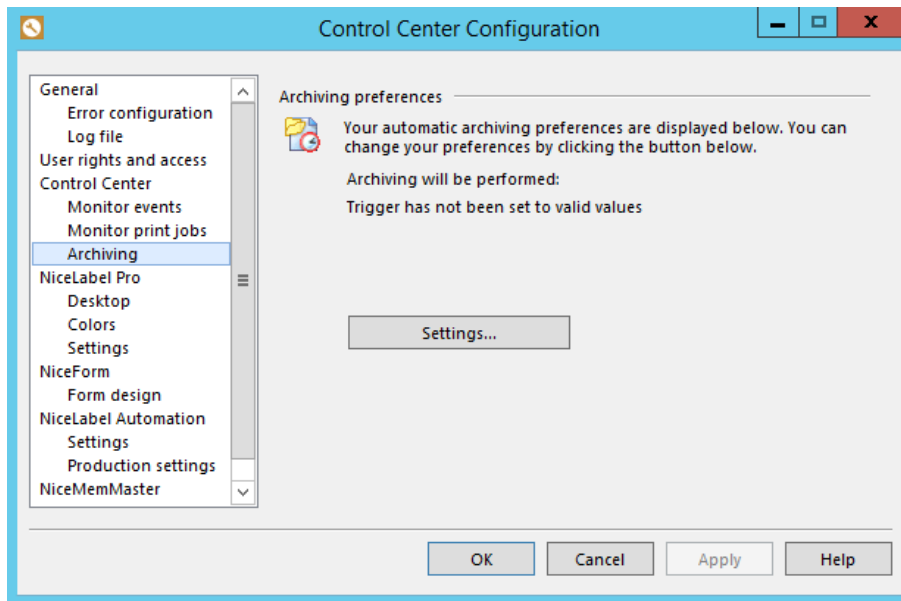 Control Center Configuration
General
Error configuration
Log file
User rights and access
Control Center
Monitor events
Monitor print jobs
Archiving
NiceLabel Pro
Desktop
Colors
Settings
NiceForm
Form design
NiceLabel Automation
Settings
Production settings
NiceMemMaster
Archiving preferences
Your automatic archiving preferences are displayed below. You can
change your preferences by clicking the button below.
Archiving will be performed:
Trigger has not been set to valid values
Settings...
OK
Cancel
Apply
Help